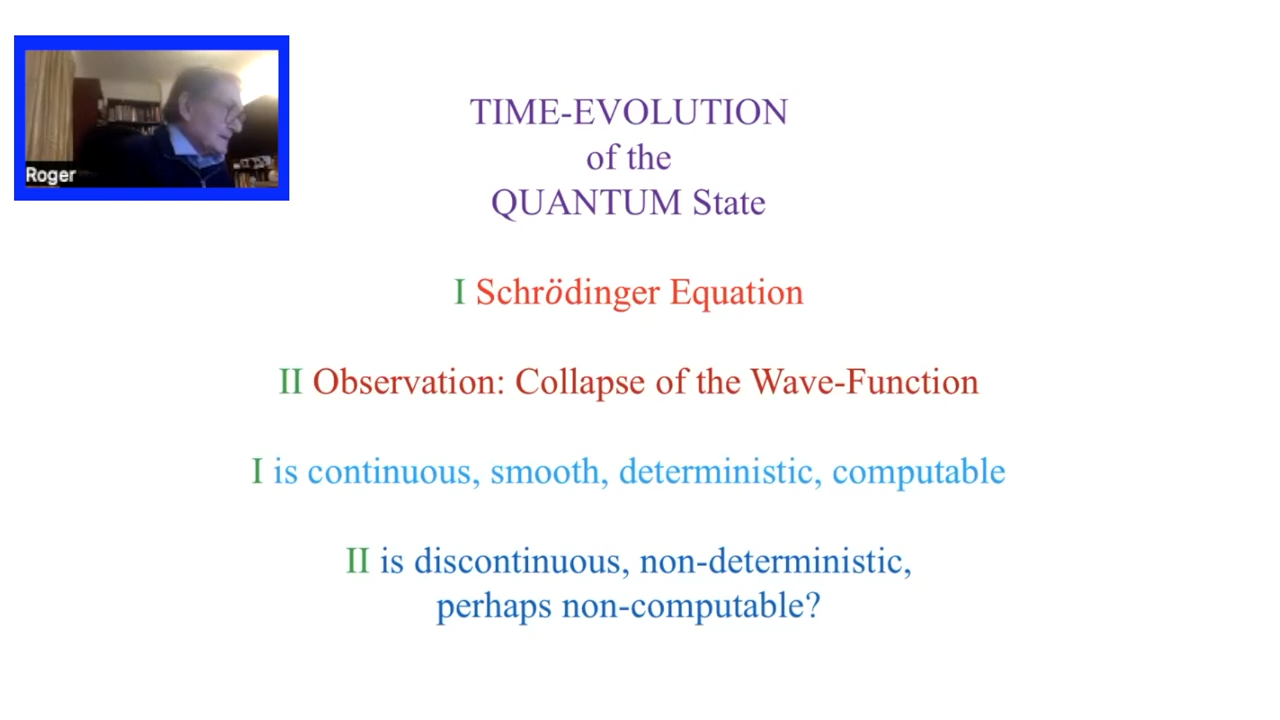 Roger
TIME-EVOLUTION
of the
QUANTUM State
I Schrödinger Equation
II Observation: Collapse of the Wave-Function
I is continuous, smooth, deterministic, computable
II is discontinuous, non-deterministic,
perhaps non-computable?